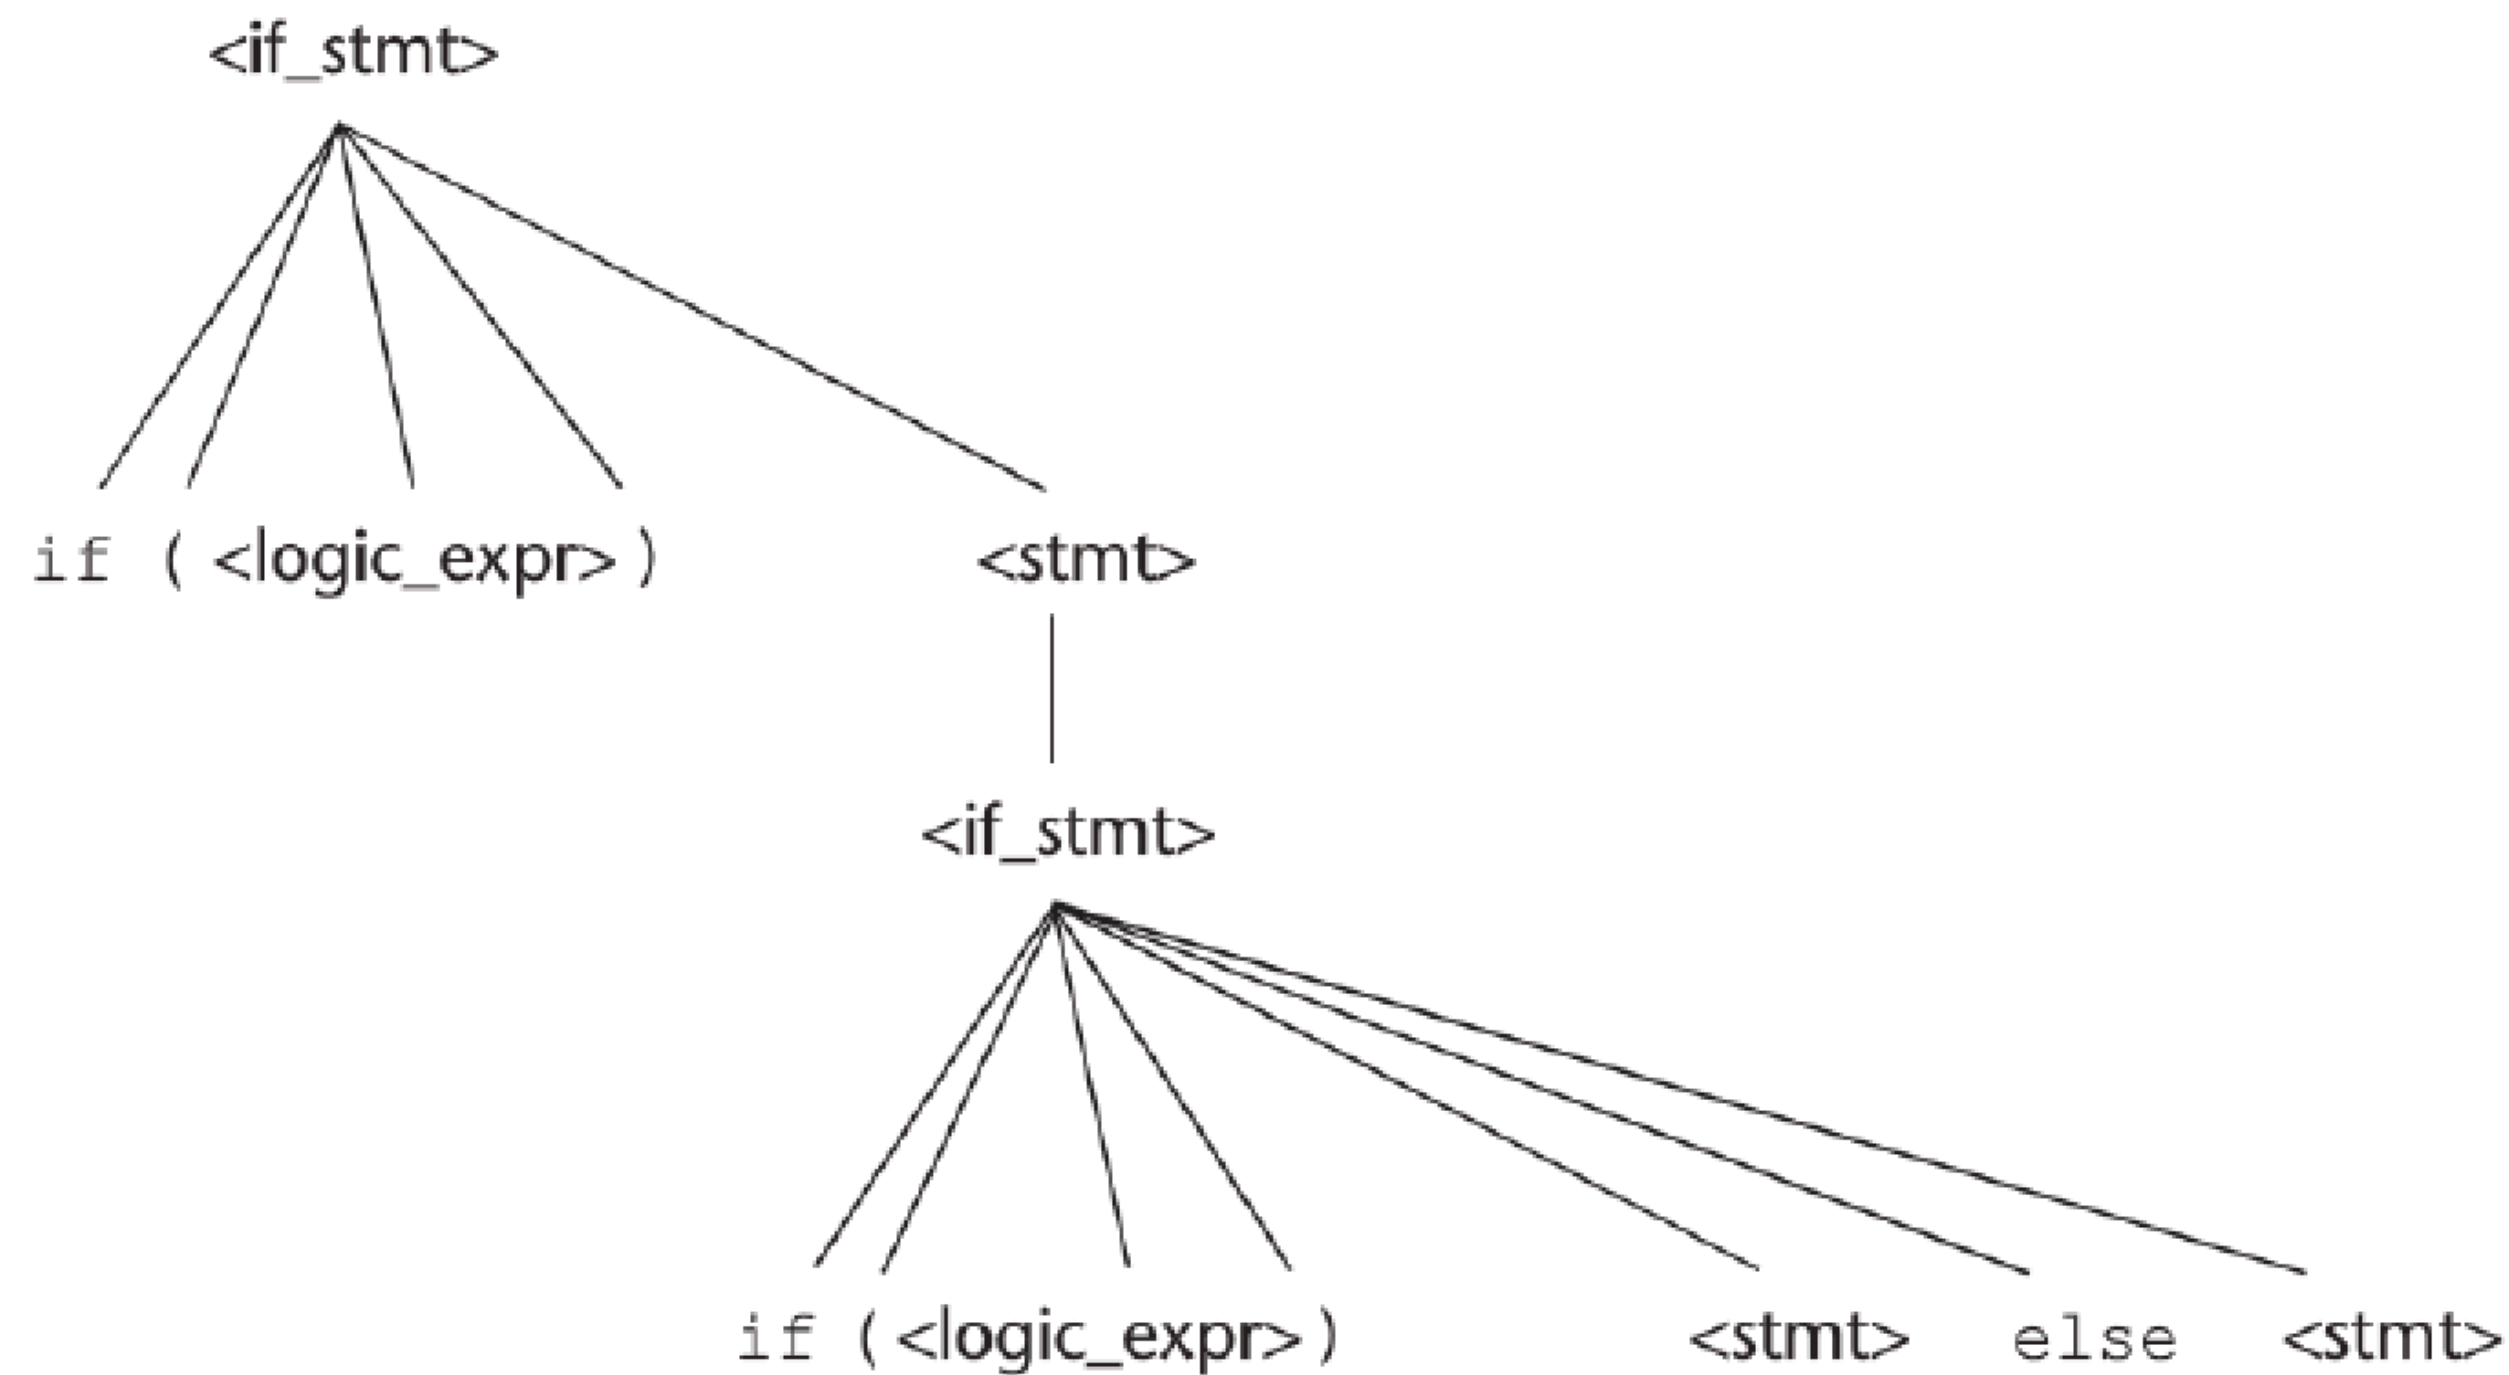 <if_stmt>
if ( <logic_expr> ) <stmt>
<if_stmt>
if ( <logic_expr> ) <stmt> else <stmt>